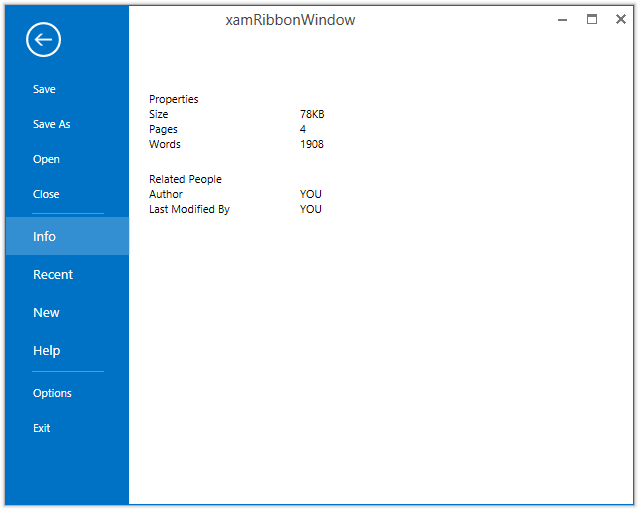 xamRibbonWindow
Save
Save As
Open
Close
Info
Recent
New
Help
Options
Exit
Properties
Size 78KB
Pages 4
Words 1908
Related People
Author YOU
Last Modified By YOU